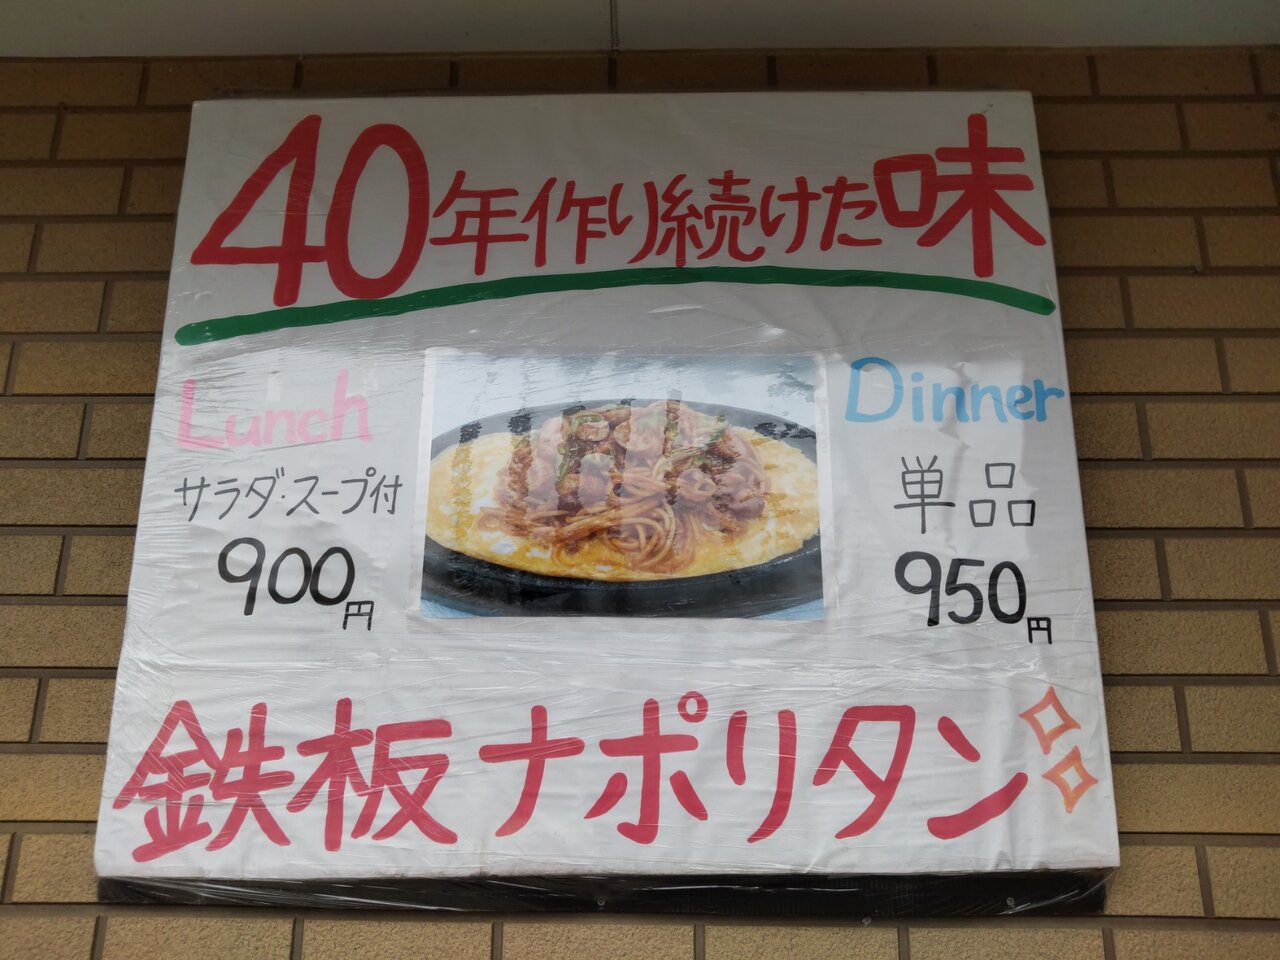 40年作り続けた味
Lunch
サラダ・スープ付
900円
Dinner
単品
950円
鉄板ナポリタン